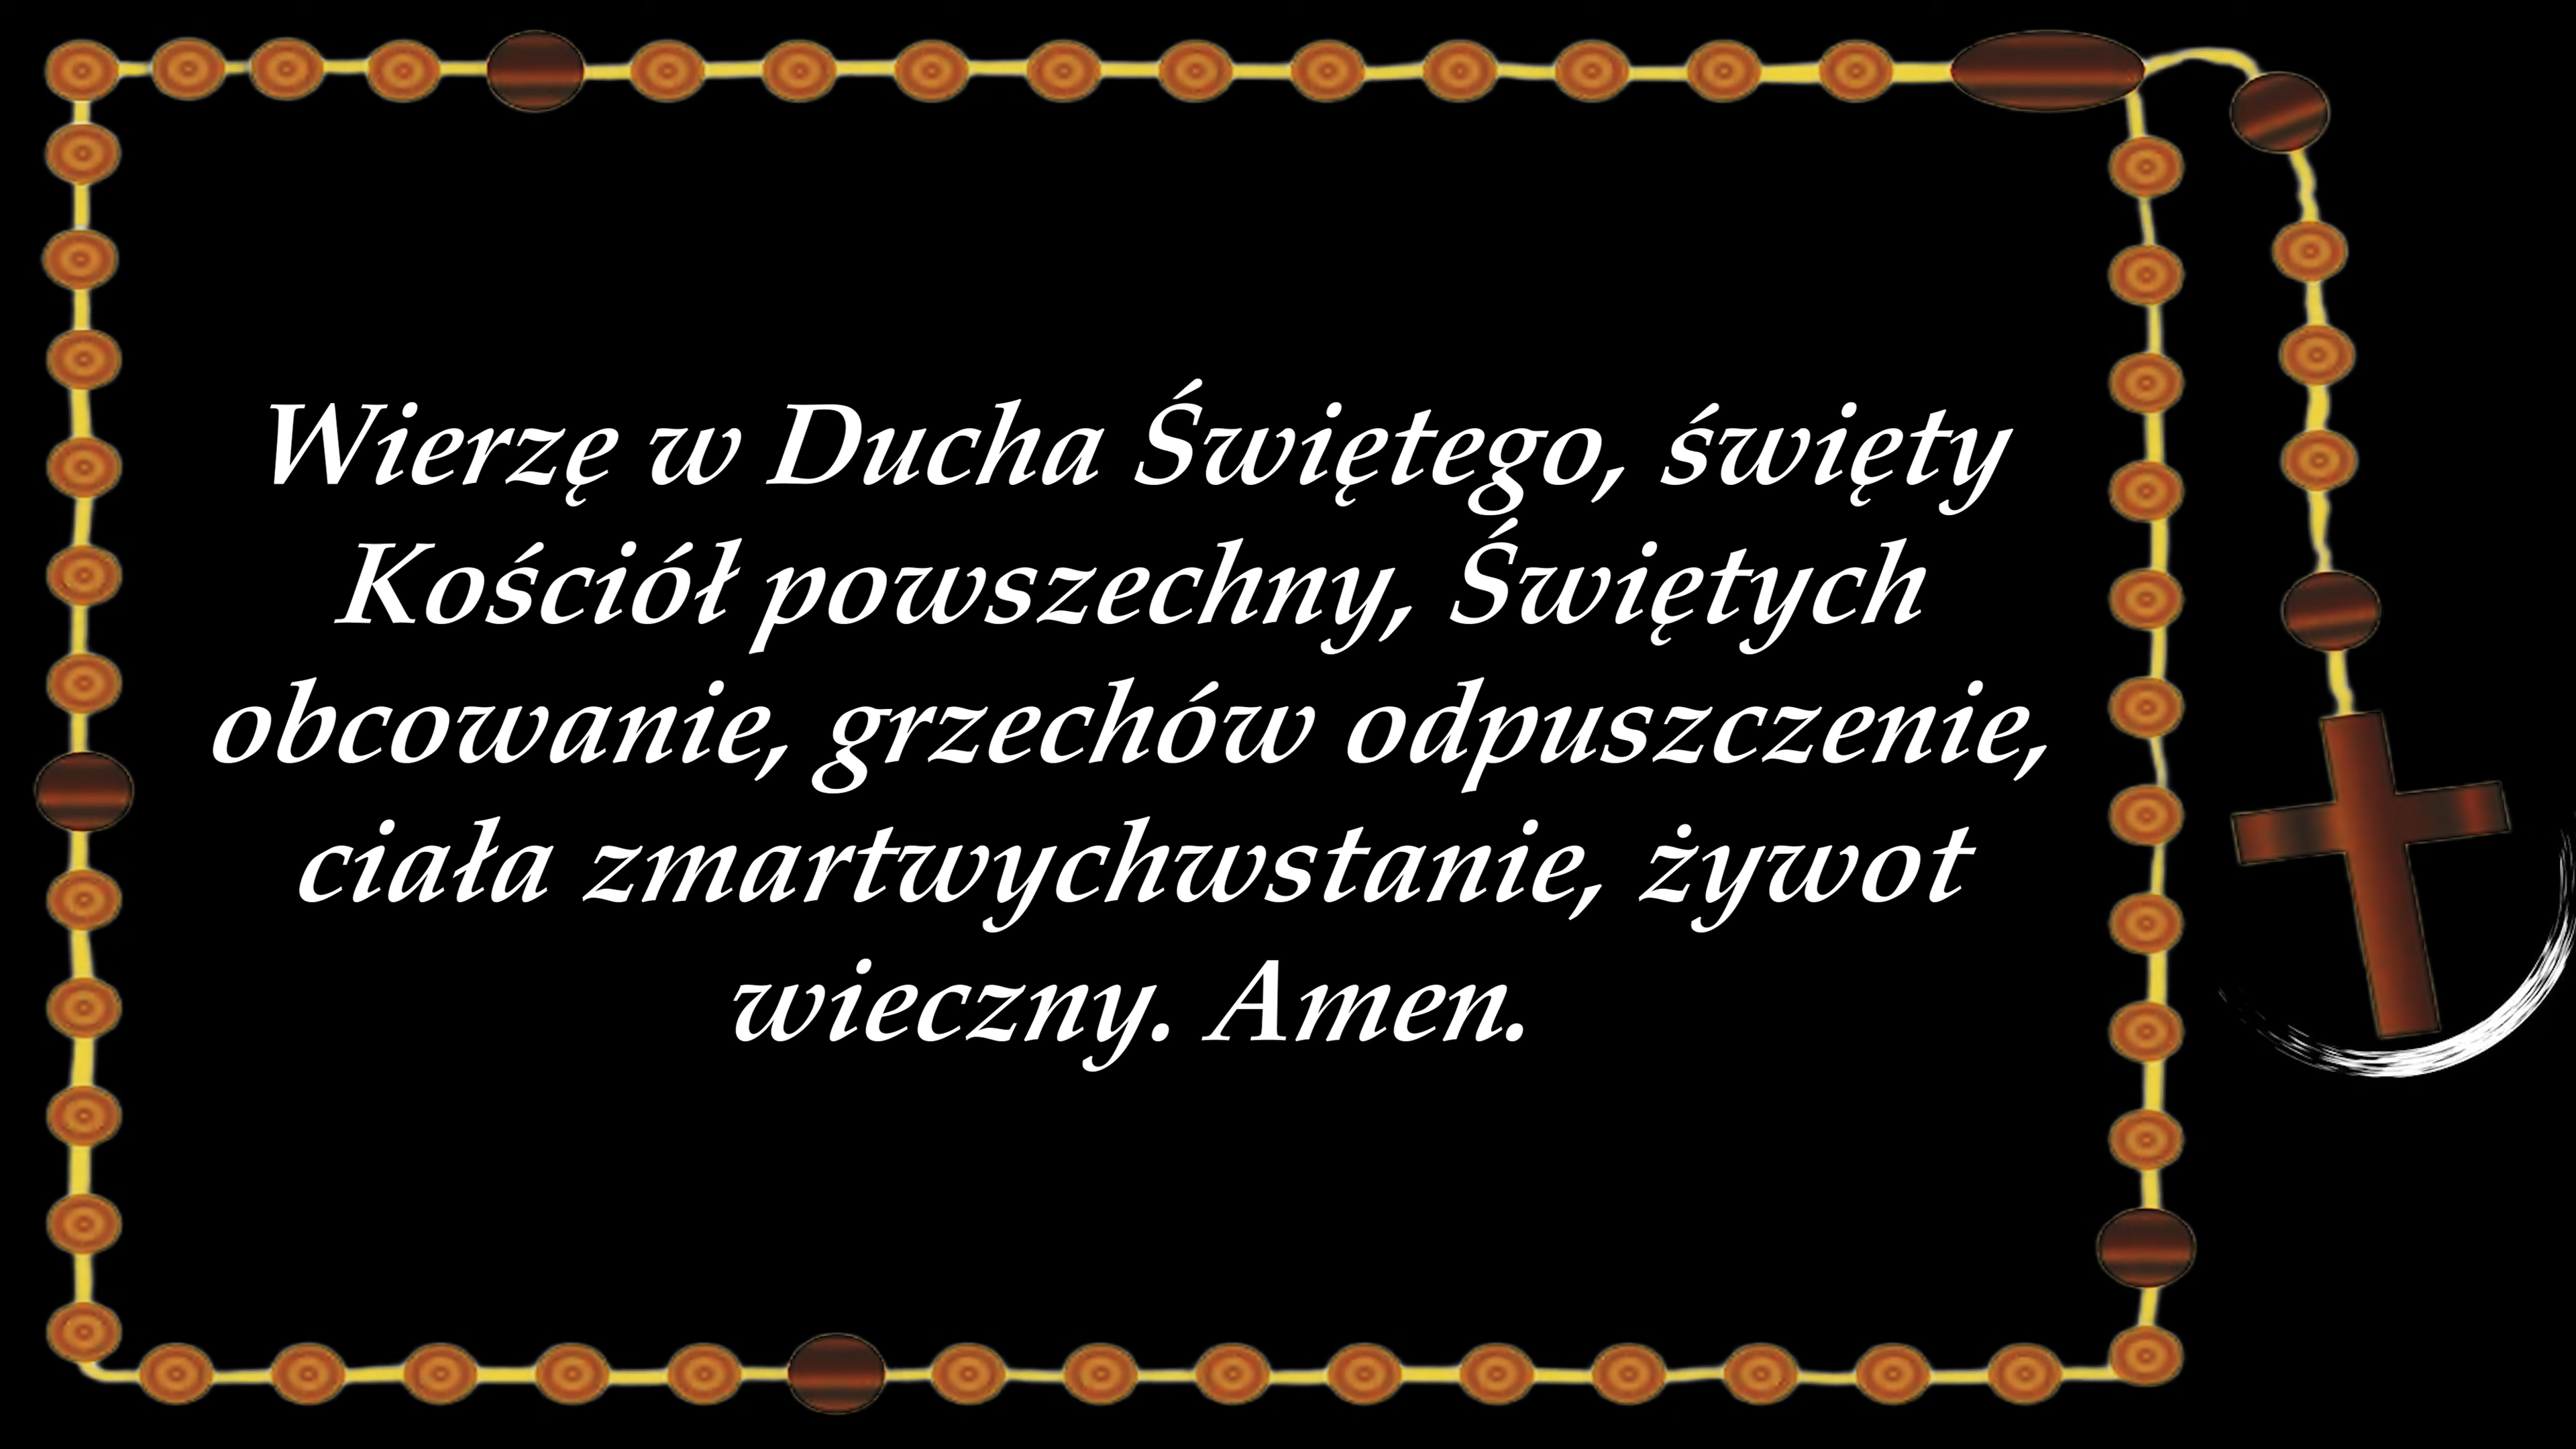 Wierzę w Ducha Świętego, święty
Kościół powszechny, Świętych
obcowanie, grzechów odpuszczenie,
ciała zmartwychwstanie, żywot
wieczny. Amen.